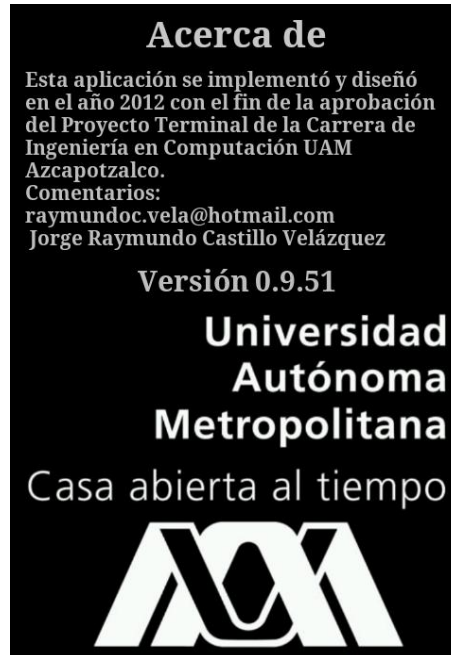 Acerca de
Esta aplicación se implementó y diseñó
en el año 2012 con el fin de la aprobación
del Proyecto Terminal de la Carrera de
Ingeniería en Computación UAM
Azcapotzalco.
Comentarios:
raymundoc.vela@hotmail.com
Jorge Raymundo Castillo Velázquez
Versión 0.9.51
Universidad
Autónoma
Metropolitana
Casa abierta al tiempo